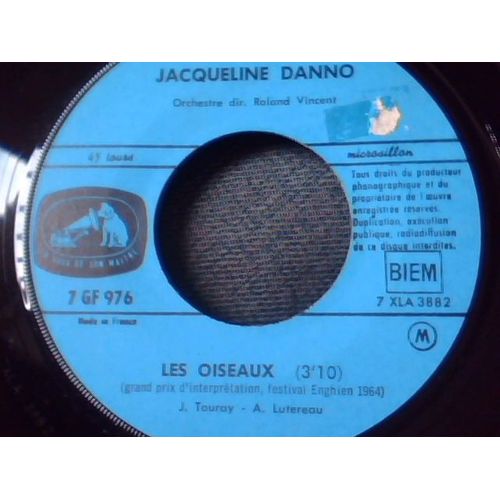 JACQUELINE DANNO
Orchestre dir. Roland Vincent
45 tours
microsillon
Tous droits du producteur
phonographique et du
propriétaire de l'œuvre
enregistrée réservés.
Duplication, exécution
publique, radiodiffusion
de ce disque interdites.
LA VOIX DE SON MAITRE
BIEM
7 GF 976
7 XLA 3882
Made in France
M
LES OISEAUX (3'10)
(grand prix d'interprétation, festival Enghien 1964)
J. Touray - A. Lutereau